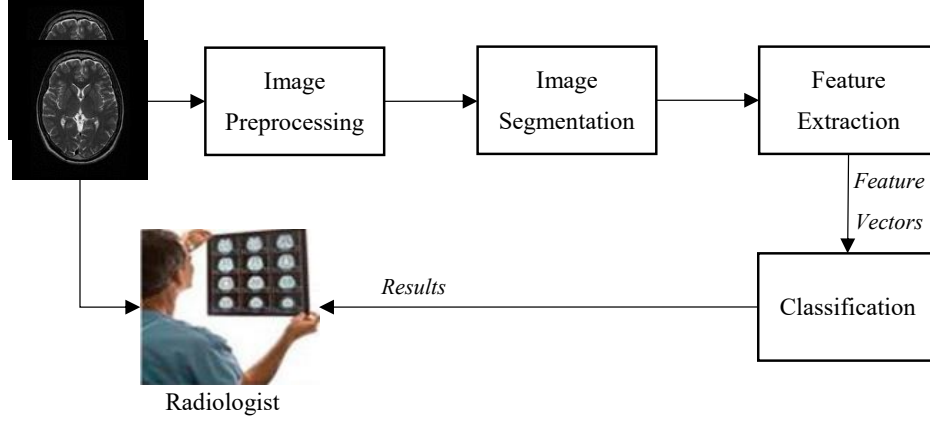 Image
Preprocessing
Image
Segmentation
Feature
Extraction
Feature
Vectors
Classification
Results
Radiologist